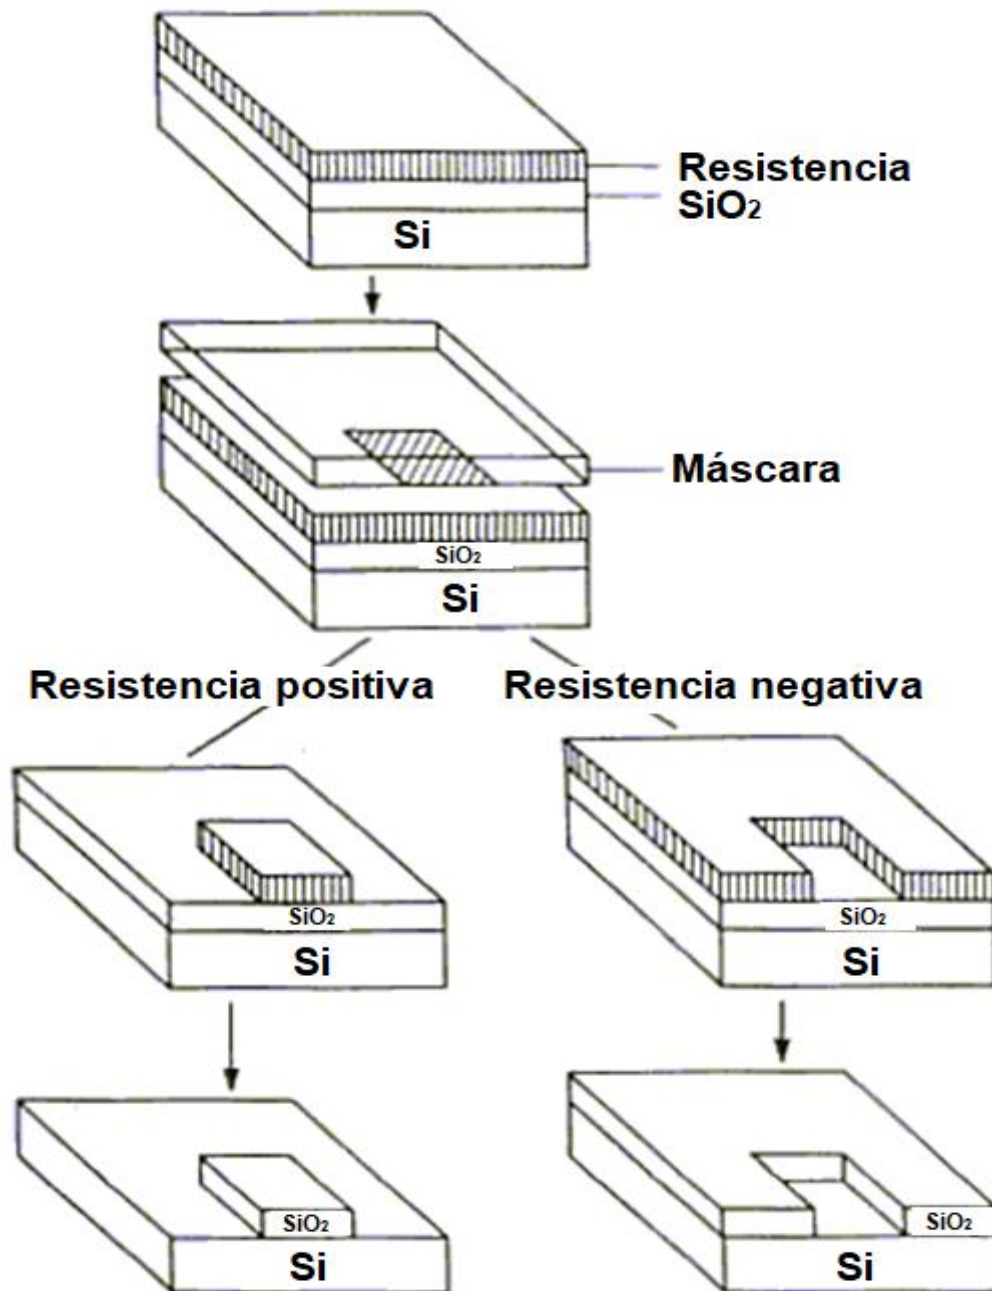 Resistencia
SiO₂
Si
Máscara
SiO₂
Si
Resistencia positiva
Resistencia negativa
SiO₂
Si
SiO₂
Si
SiO₂
Si
SiO₂
Si